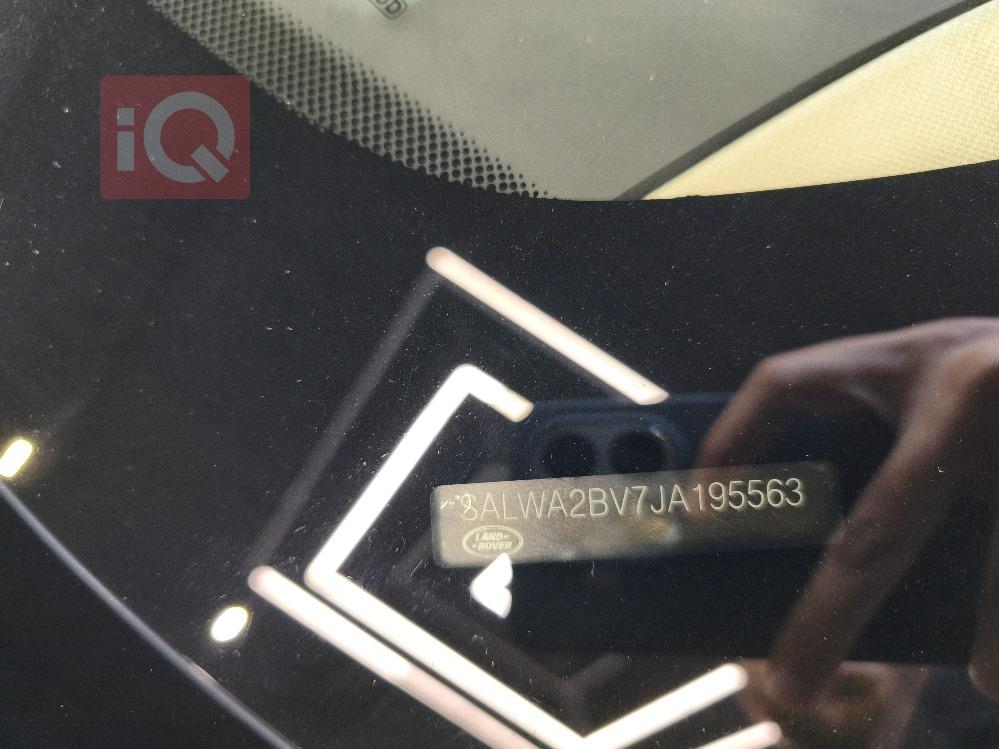 iQ
SALWA2BV7JA195563
LAND-
-ROVER